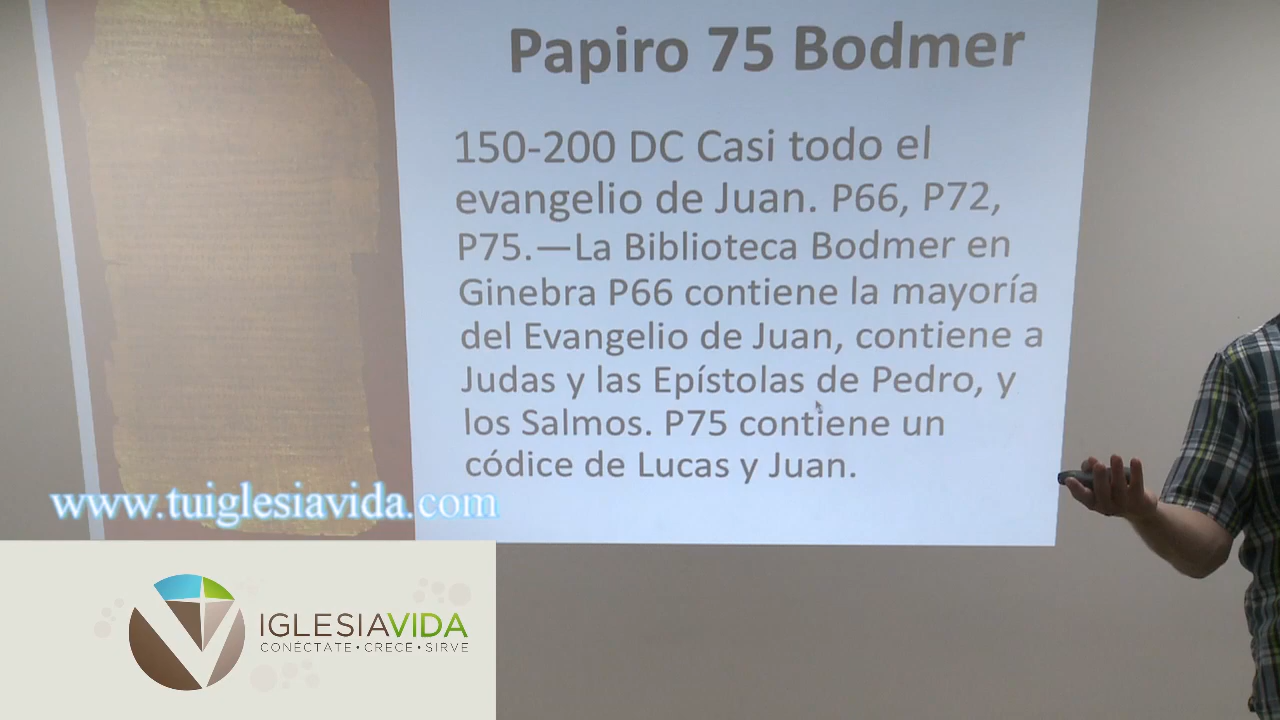 Papiro 75 Bodmer
150-200 DC Casi todo el
evangelio de Juan. P66, P72,
P75.—La Biblioteca Bodmer en
Ginebra P66 contiene la mayoría
del Evangelio de Juan, contiene a
Judas y las Epístolas de Pedro, y
los Salmos. P75 contiene un
códice de Lucas y Juan.
www.tuiglesiavida.com
IGLESIAVIDA
CONÉCTATE • CRECE • SIRVE